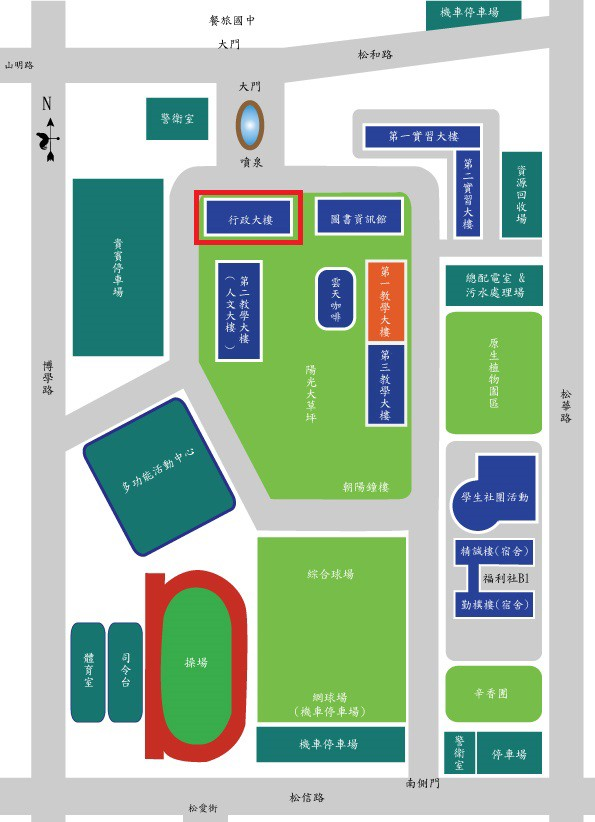 機車停車場
餐旅國中
大門
松和路
山明路
大門
N
警衛室
噴泉
第一實習大樓
第二實習大樓
資源回收場
行政大樓
圖書資訊館
貴賓停車場
第二教學大樓
（人文大樓）
雲天咖啡
第一教學大樓
第三教學大樓
總配電室 &
污水處理場
原生植物園區
陽光大草坪
博學路
松華路
朝陽鐘樓
多功能活動中心
學生社團活動
精誠樓(宿舍)
福利社B1
勤樸樓(宿舍)
綜合球場
操場
體育室
司令台
網球場
(機車停車場)
辛香園
機車停車場
警衛室
停車場
南側門
松信路
松愛街